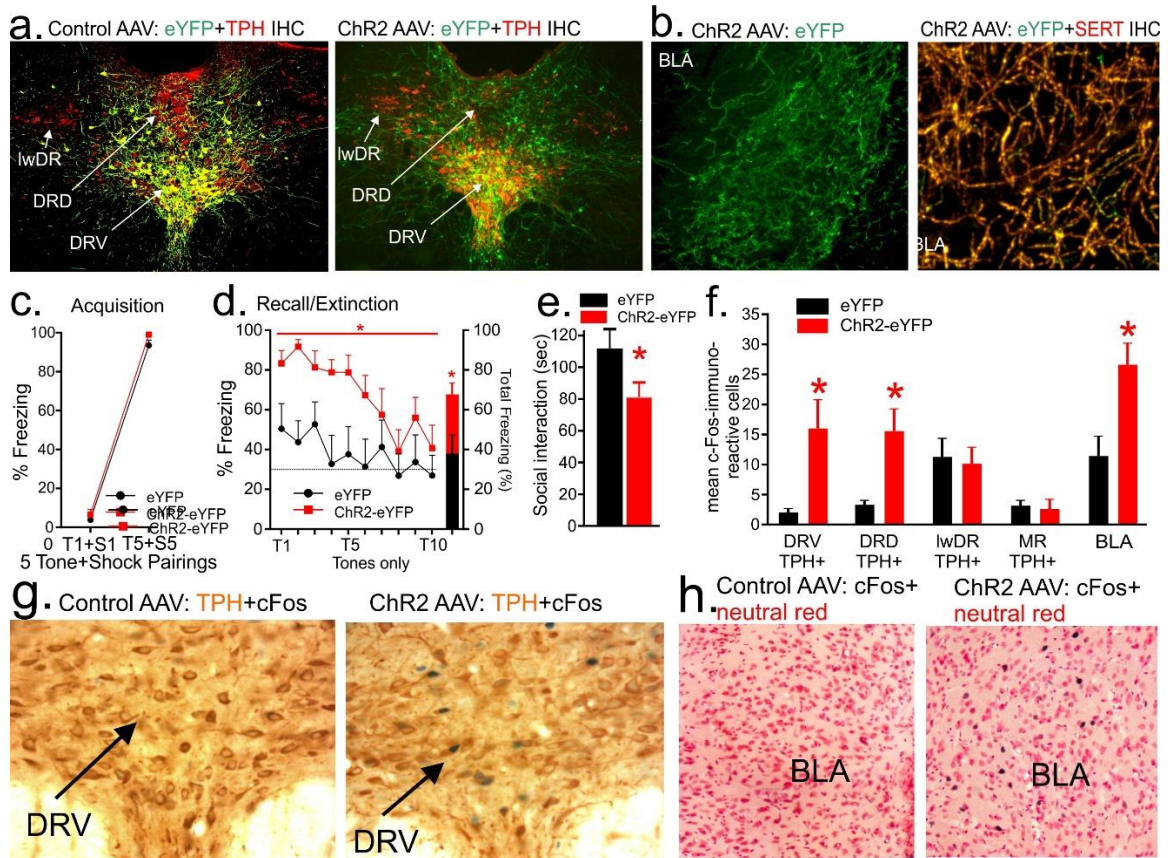 a. Control AAV: eYFP+TPH IHC
lwDR
DRD
DRV
ChR2 AAV: eYFP+TPH IHC
lwDR
DRD
DRV
b. ChR2 AAV: eYFP
BLA
ChR2 AAV: eYFP+SERT IHC
BLA
c. Acquisition
% Freezing
100
80
60
40
20
0
eYFP
eYFP
ChR2-eYFP
ChR2-eYFP
0 T1+S1 T5+S5
5 Tone+Shock Pairings
d. Recall/Extinction
*
*
% Freezing
100
80
60
40
20
0
eYFP
ChR2-eYFP
T1 T5 T10
Tones only
100
80
60
40
20
0
Total Freezing (%)
e.
eYFP
ChR2-eYFP
Social interaction (sec)
120
100
80
60
40
20
0
*
f.
eYFP
ChR2-eYFP
mean c-Fos-immuno-
reactive cells
40
35
30
25
20
15
10
5
0
* * *
DRV DRD lwDR MR BLA
TPH+ TPH+ TPH+ TPH+
g. Control AAV: TPH+cFos
DRV
ChR2 AAV: TPH+cFos
DRV
h. Control AAV: cFos+
neutral red
BLA
ChR2 AAV: cFos+
neutral red
BLA